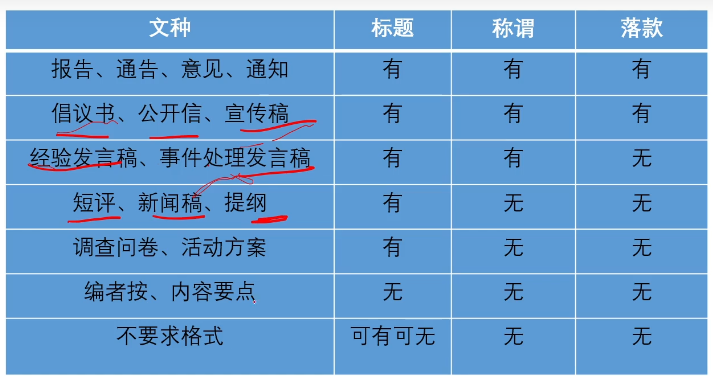 文种 标题 称谓 落款
报告、通告、意见、通知 有 有 有
倡议书、公开信、宣传稿 有 有 有
经验发言稿、事件处理发言稿 有 有 无
短评、新闻稿、提纲 有 无 无
调查问卷、活动方案 有 无 无
编者按、内容要点 无 无 无
不要求格式 可有可无 无 无